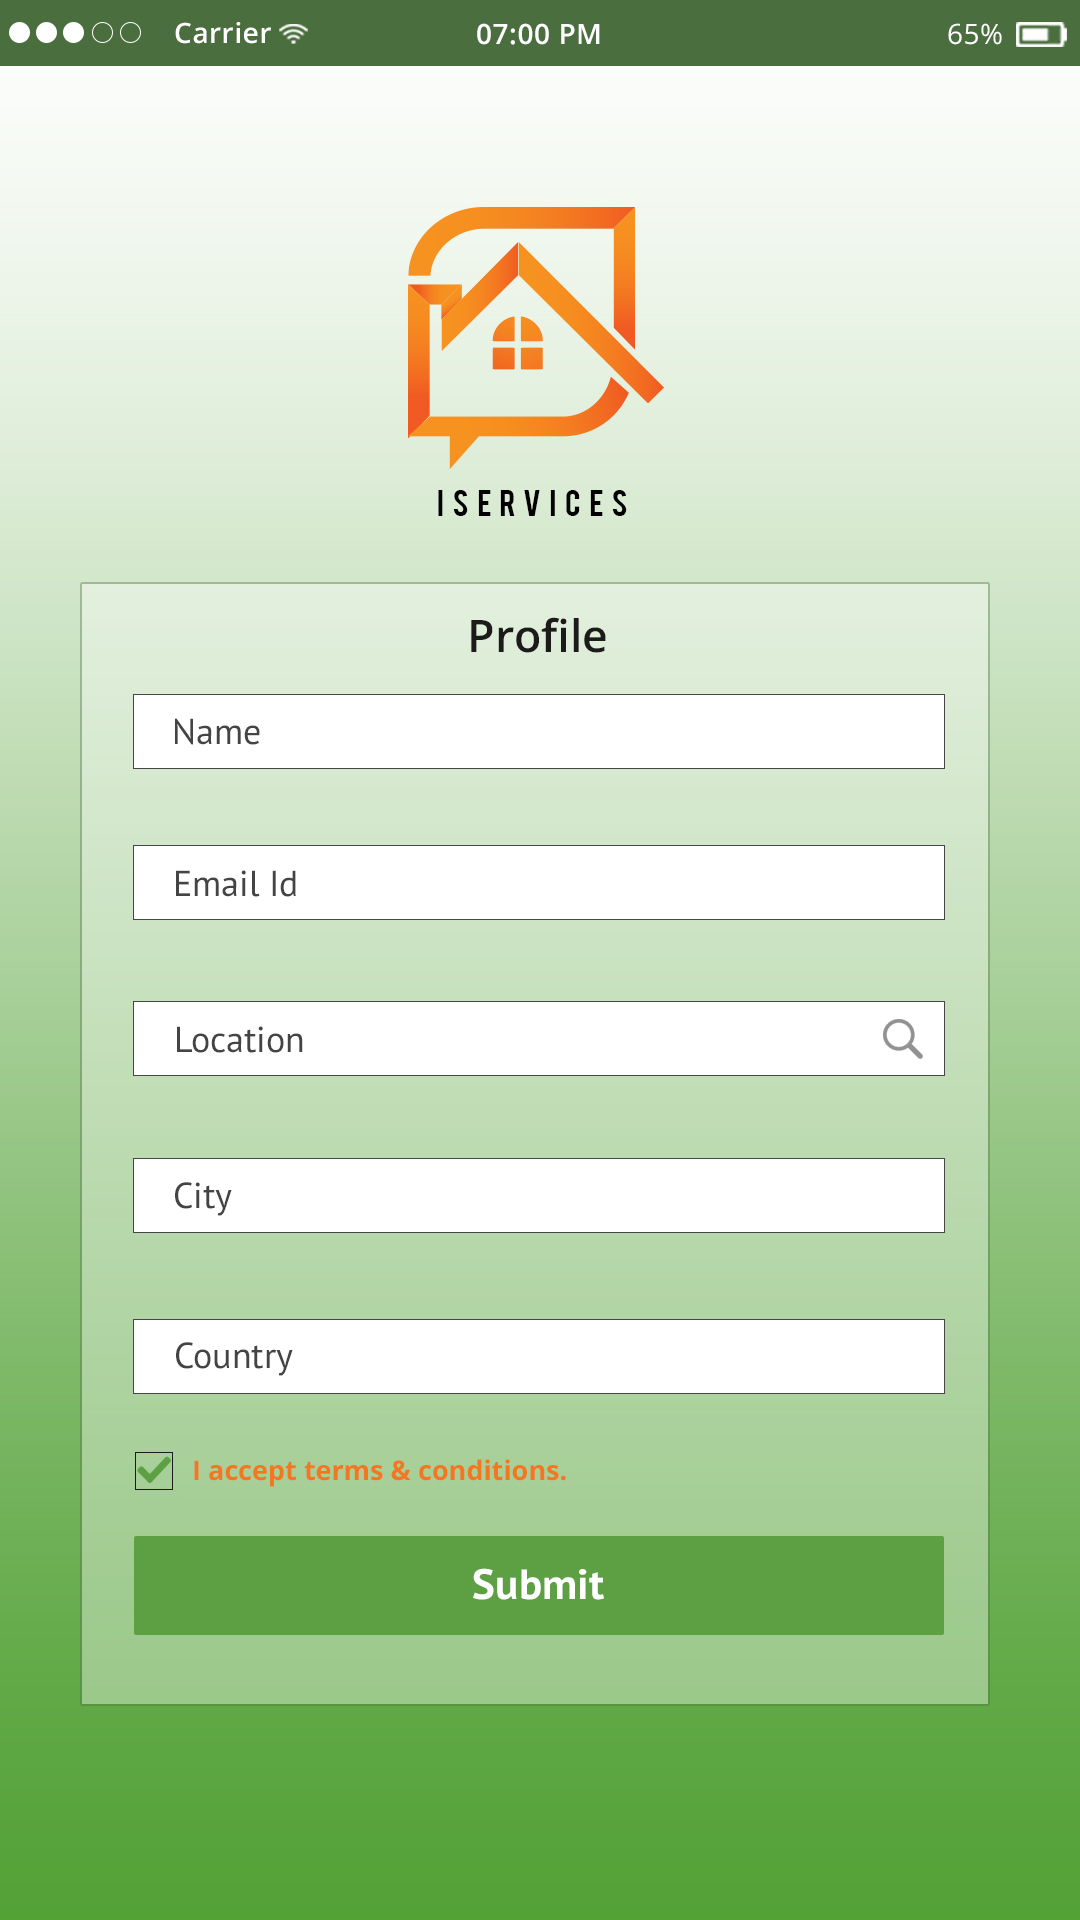 Carrier 07:00 PM 65%
ISERVICES
Profile
Name
Email Id
Location
City
Country
I accept terms & conditions.
Submit